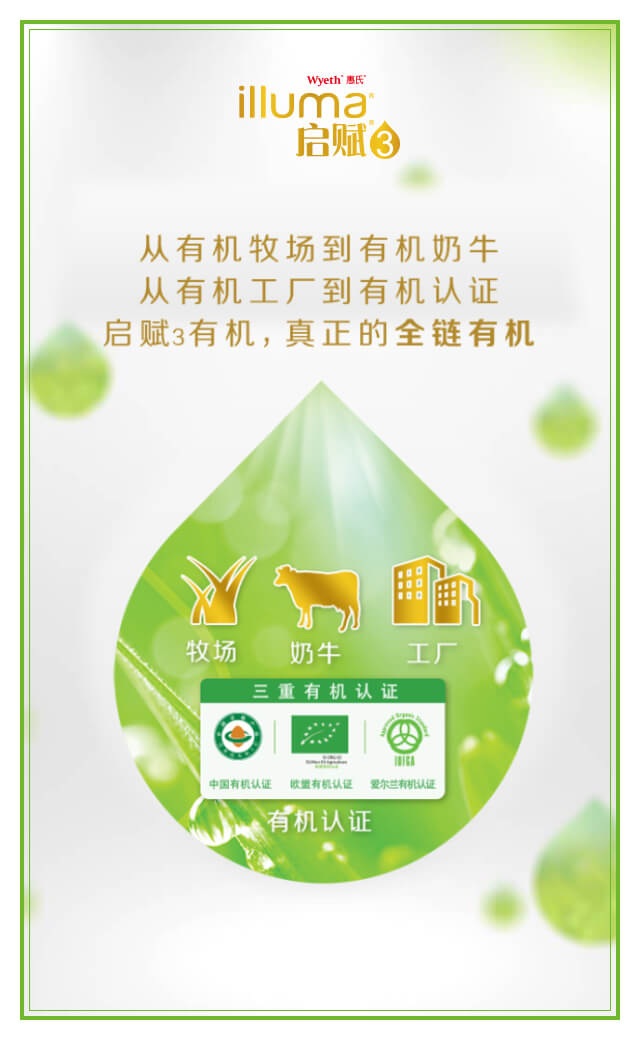 Wyeth 惠氏
illuma
启赋3
从有机牧场到有机奶牛
从有机工厂到有机认证
启赋3有机，真正的全链有机
牧场 奶牛 工厂
三重有机认证
IOFGA
中国有机认证 欧盟有机认证 爱尔兰有机认证
有机认证